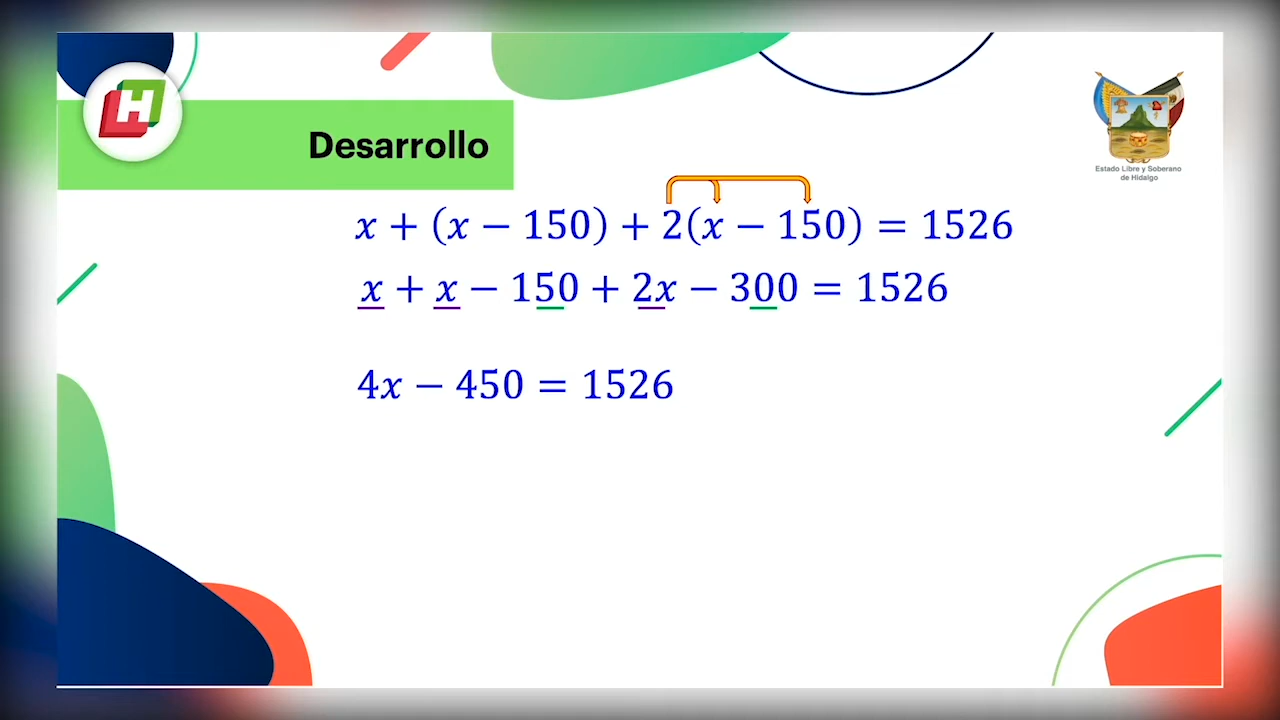 H
Desarrollo
Estado Libre y Soberano
de Hidalgo
x + (x − 150) + 2(x − 150) = 1526
x + x − 150 + 2x − 300 = 1526
4x − 450 = 1526